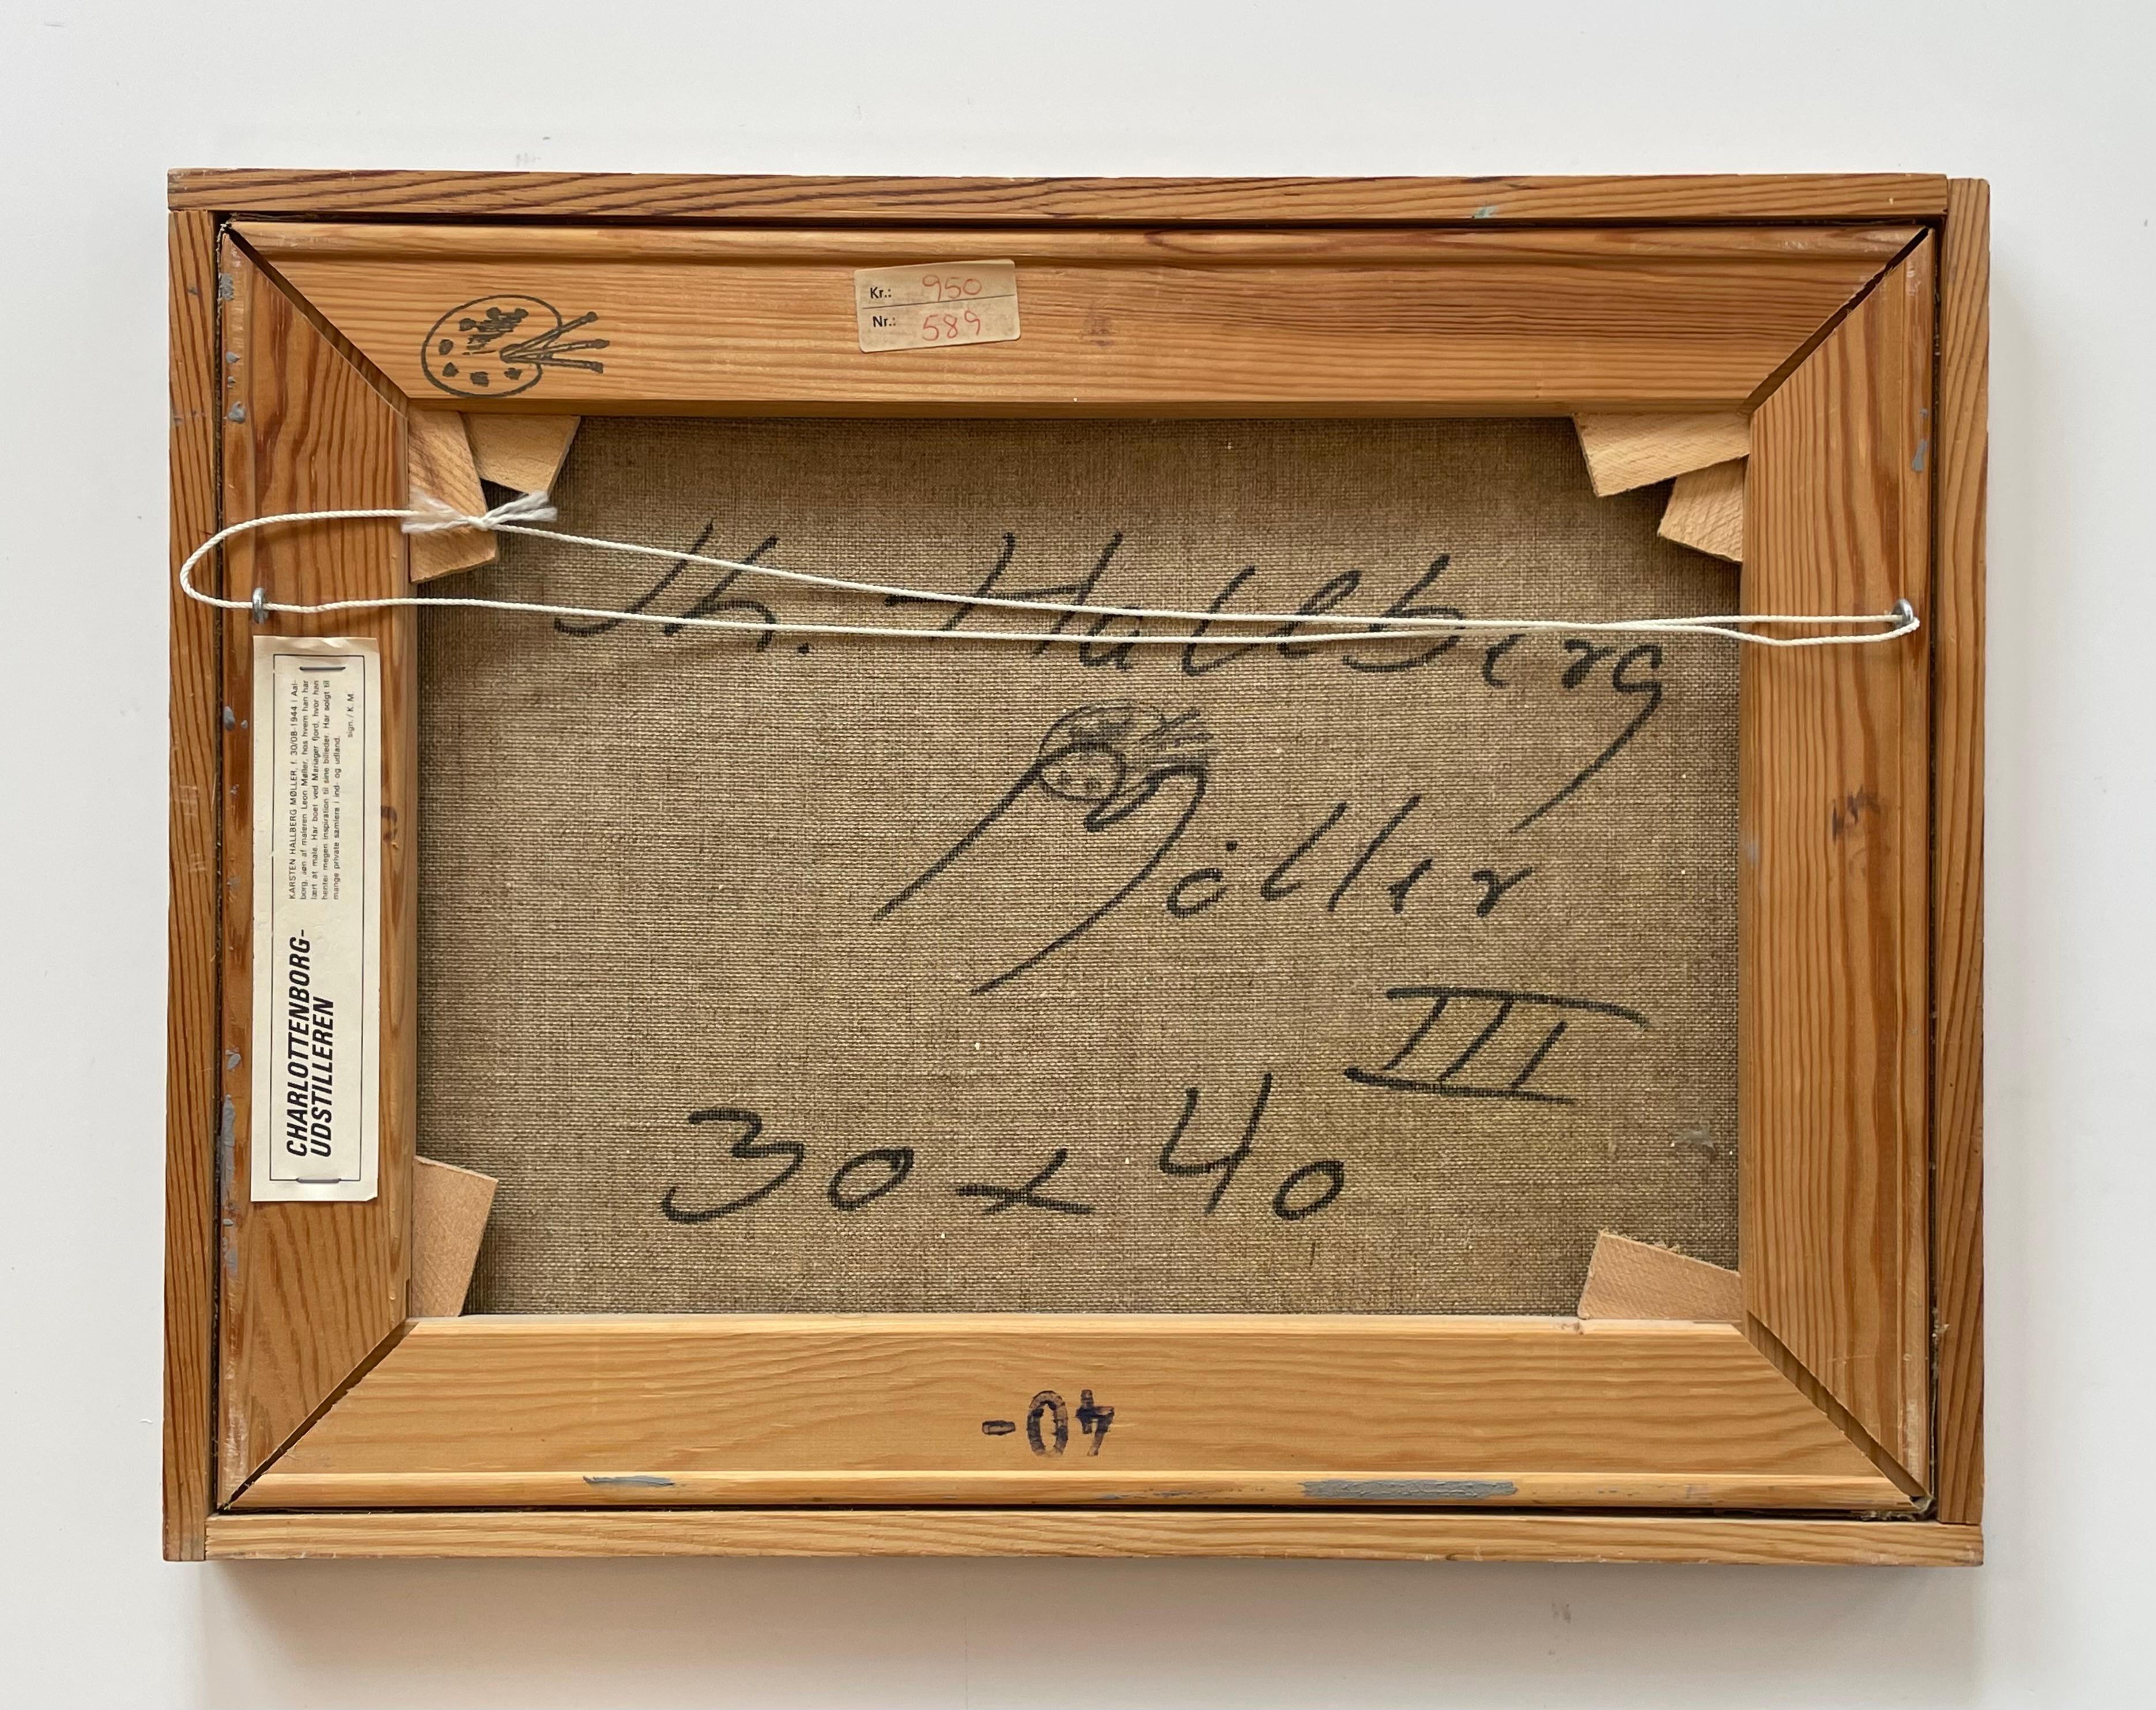 Kr.: 950
Nr.: 589
Hallberg
Möller
III
30 x 40
CHARLOTTENBORG-
UDSTILLEREN
KARSTEN HALLBERG MØLLER, f. 30/08-1944 i Aal-
borg, søn af maleren Leon Møller, hos hvem han har
lært at male. Har boet ved Mariager fjord, hvor han
henter megen inspiration til sine billeder. Har solgt til
mange private samlere i ind- og udland.
sign./K.M.
40-